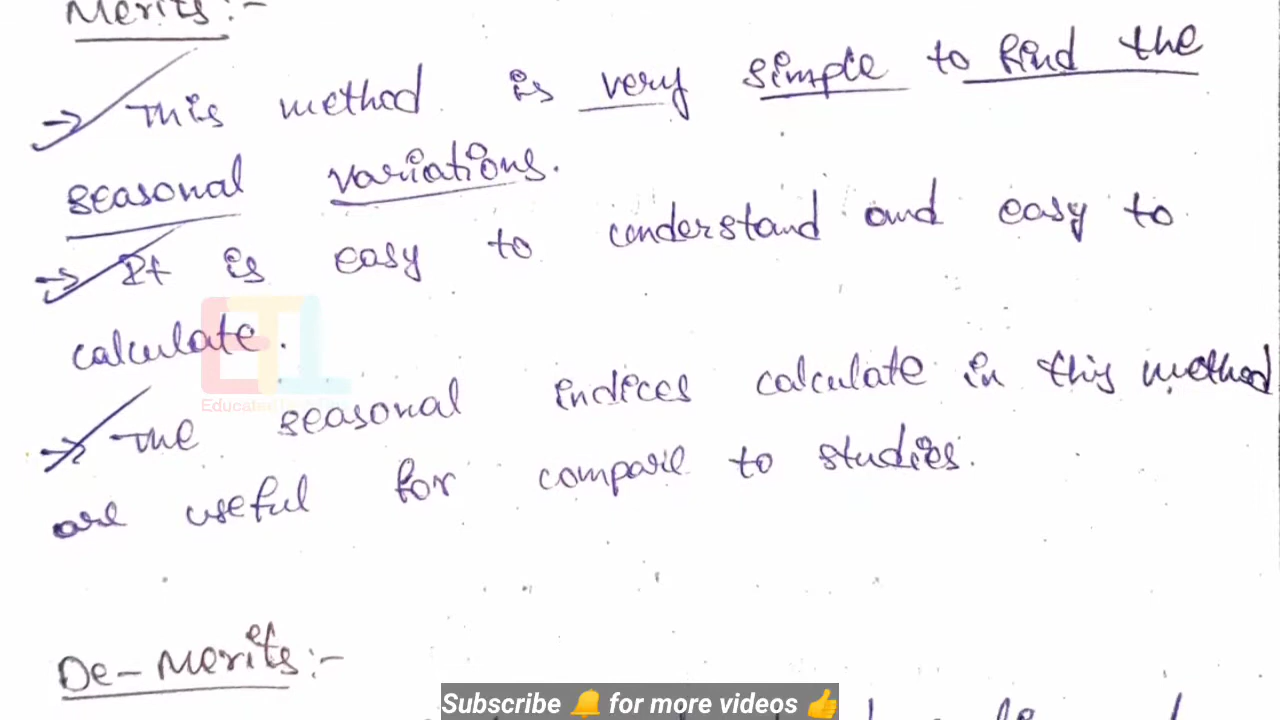 Merits:-
→ This method is very simple to find the
seasonal variations.
→ It is easy to understand and easy to
calculate.
→ The seasonal indices calculate in this method
are useful for compare to studies.
De-Merits:-
Subscribe 🔔 for more videos 👍